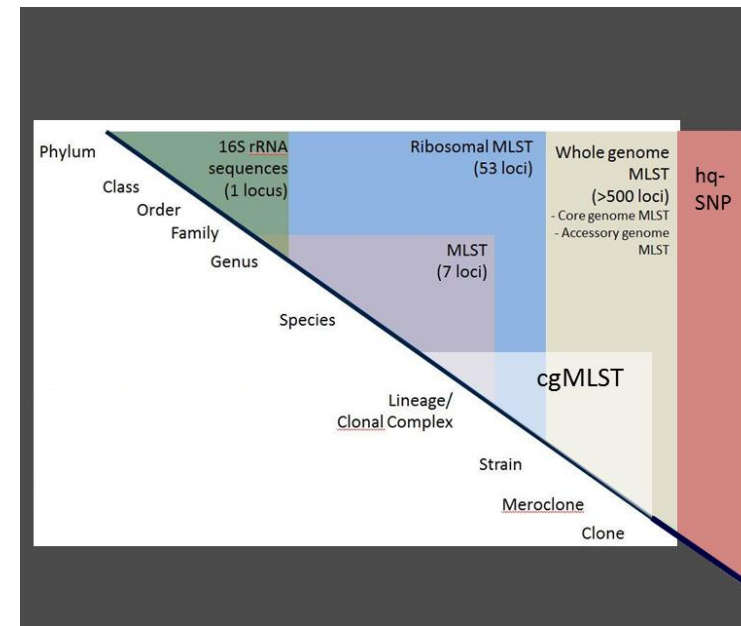 Phylum
Class
Order
Family
Genus
Species
Lineage/
Clonal Complex
Strain
Meroclone
Clone
16S rRNA
sequences
(1 locus)
Ribosomal MLST
(53 loci)
MLST
(7 loci)
Whole genome
MLST
(>500 loci)
- Core genome MLST
- Accessory genome
MLST
cgMLST
hq-
SNP